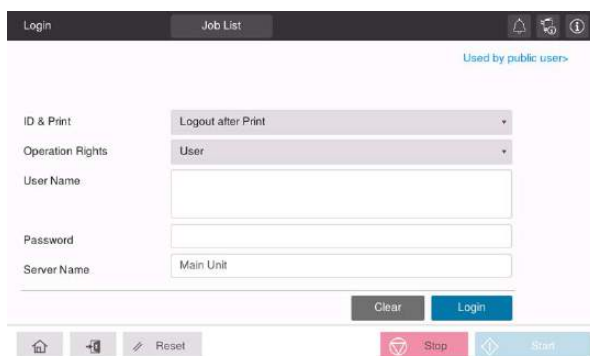 Login Job List
Used by public user>
ID & Print Logout after Print
Operation Rights User
User Name
Password
Server Name Main Unit
Clear Login
Reset Stop Start